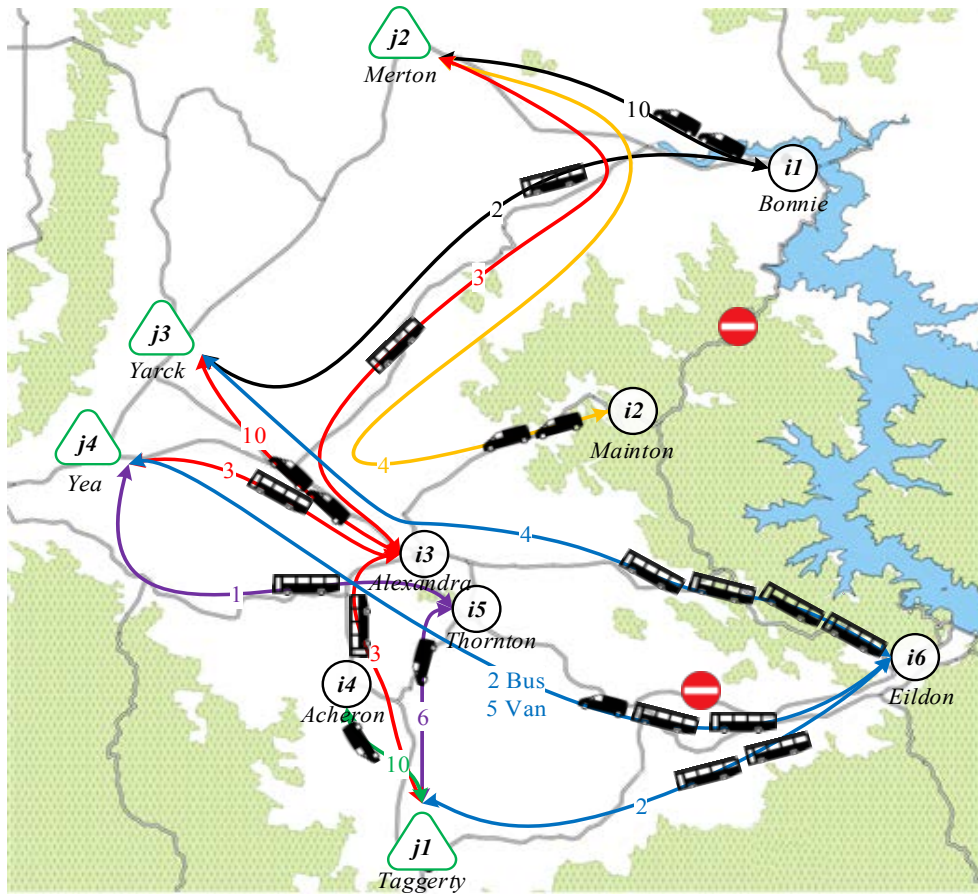 j2
Merton
10
i1
Bonnie
2
3
j3
Yarck
i2
Mainton
j4
Yea
10
3
4
4
i3
Alexandra
1
i5
Thornton
i6
Eildon
3
i4
Acheron
2 Bus
5 Van
6
10
2
j1
Taggerty